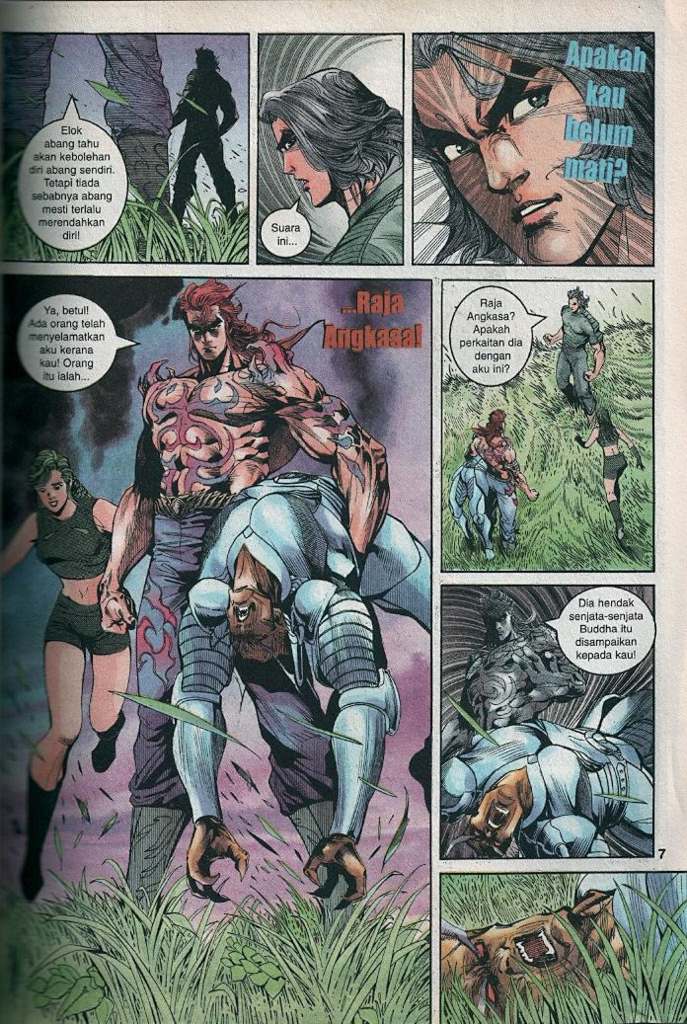 Elok
abang tahu
akan kebolehan
diri abang sendiri.
Tetapi tiada
sebabnya abang
mesti terlalu
merendahkan
diri!
Suara
ini...
Apakah
kau
belum
mati?
Ya, betul!
Ada orang telah
menyelamatkan
aku kerana
kau! Orang
itu ialah...
...Raja
Angkasa!
Raja
Angkasa?
Apakah
perkaitan dia
dengan
aku ini?
Dia hendak
senjata-senjata
Buddha itu
disampaikan
kepada kau!
7